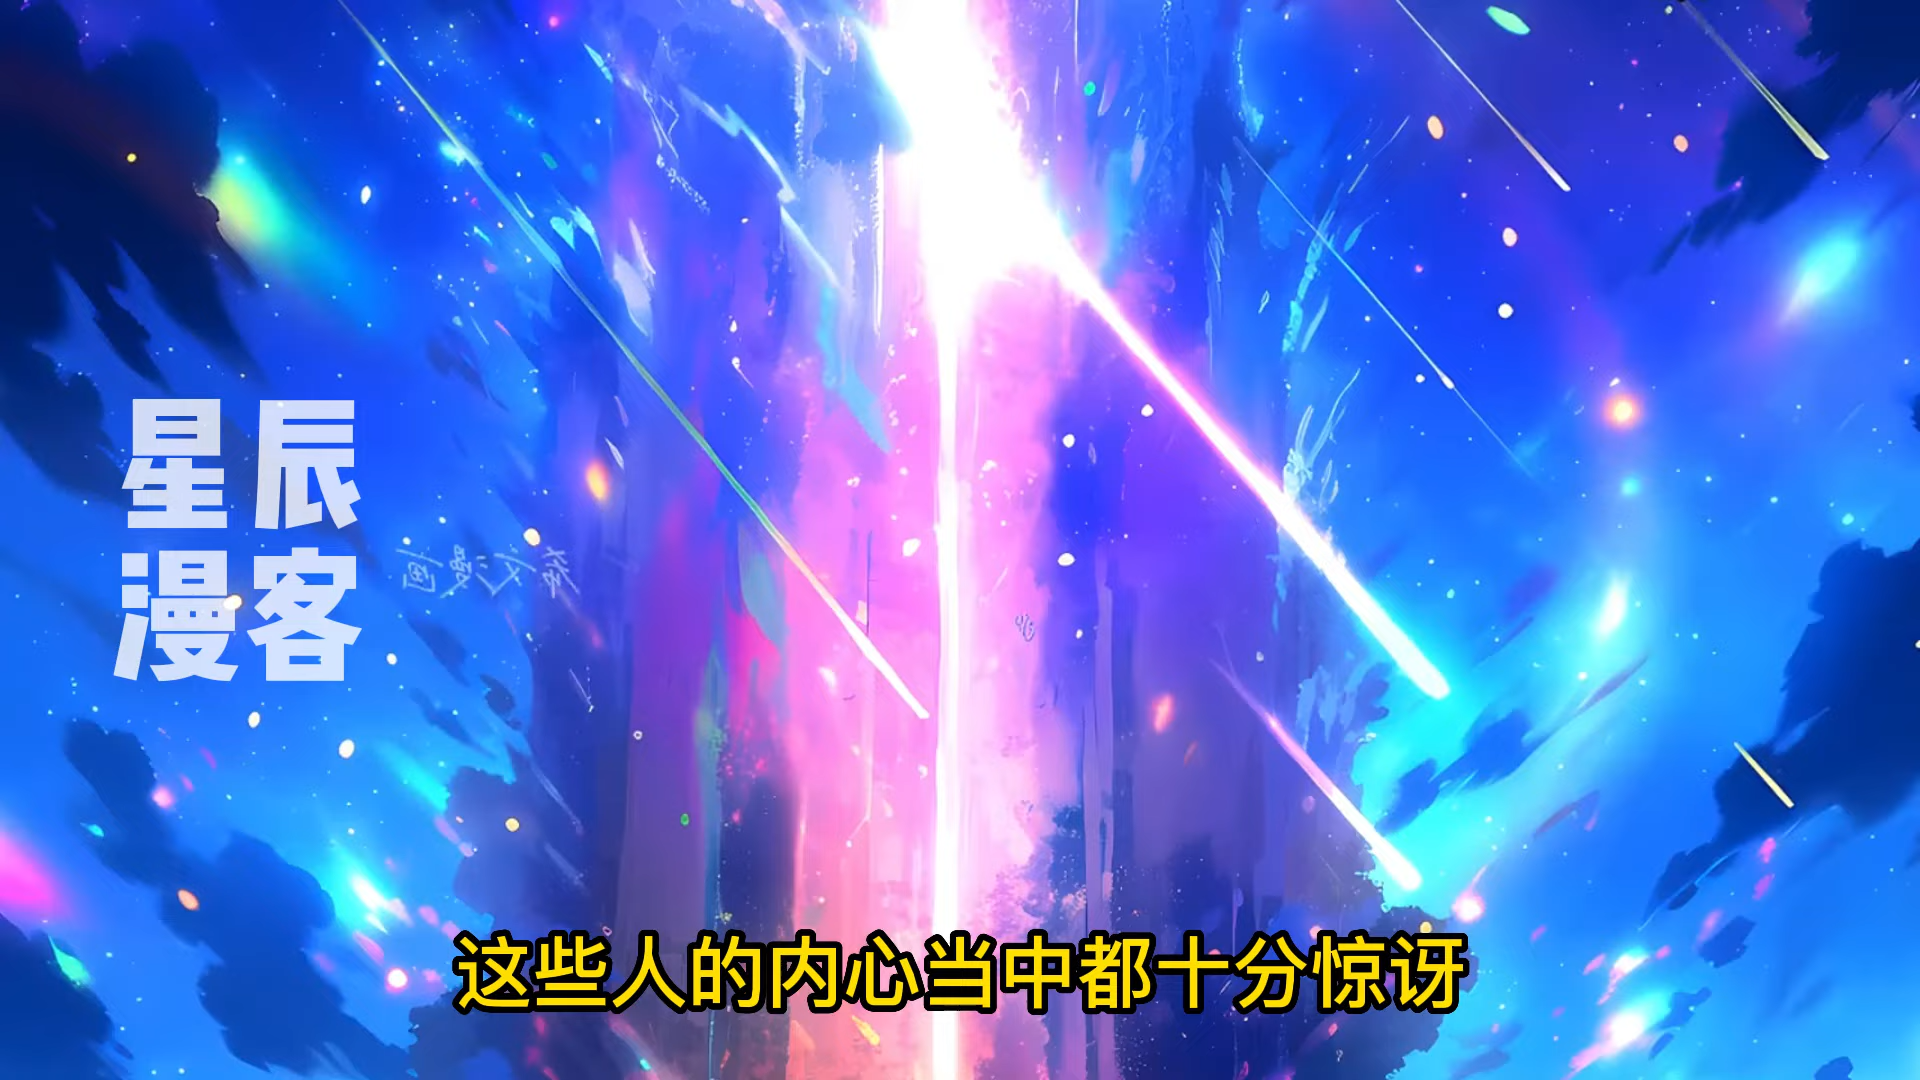 星辰
漫客
这些人的内心当中都十分惊讶